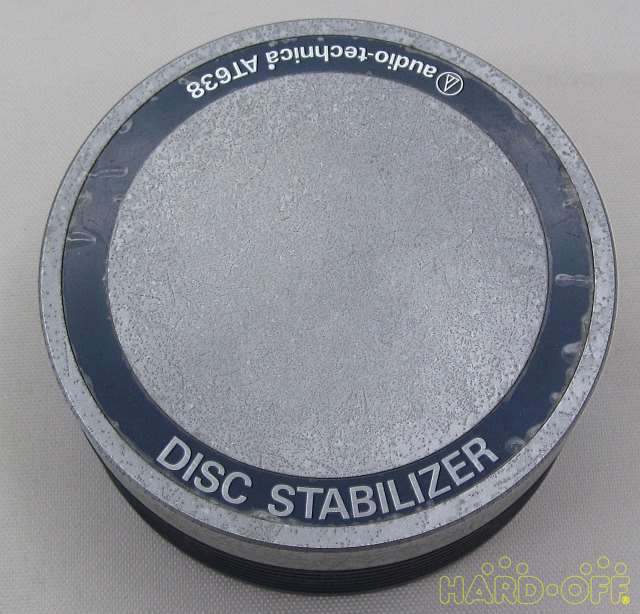 audio-technica AT638
DISC STABILIZER
HARD-OFF